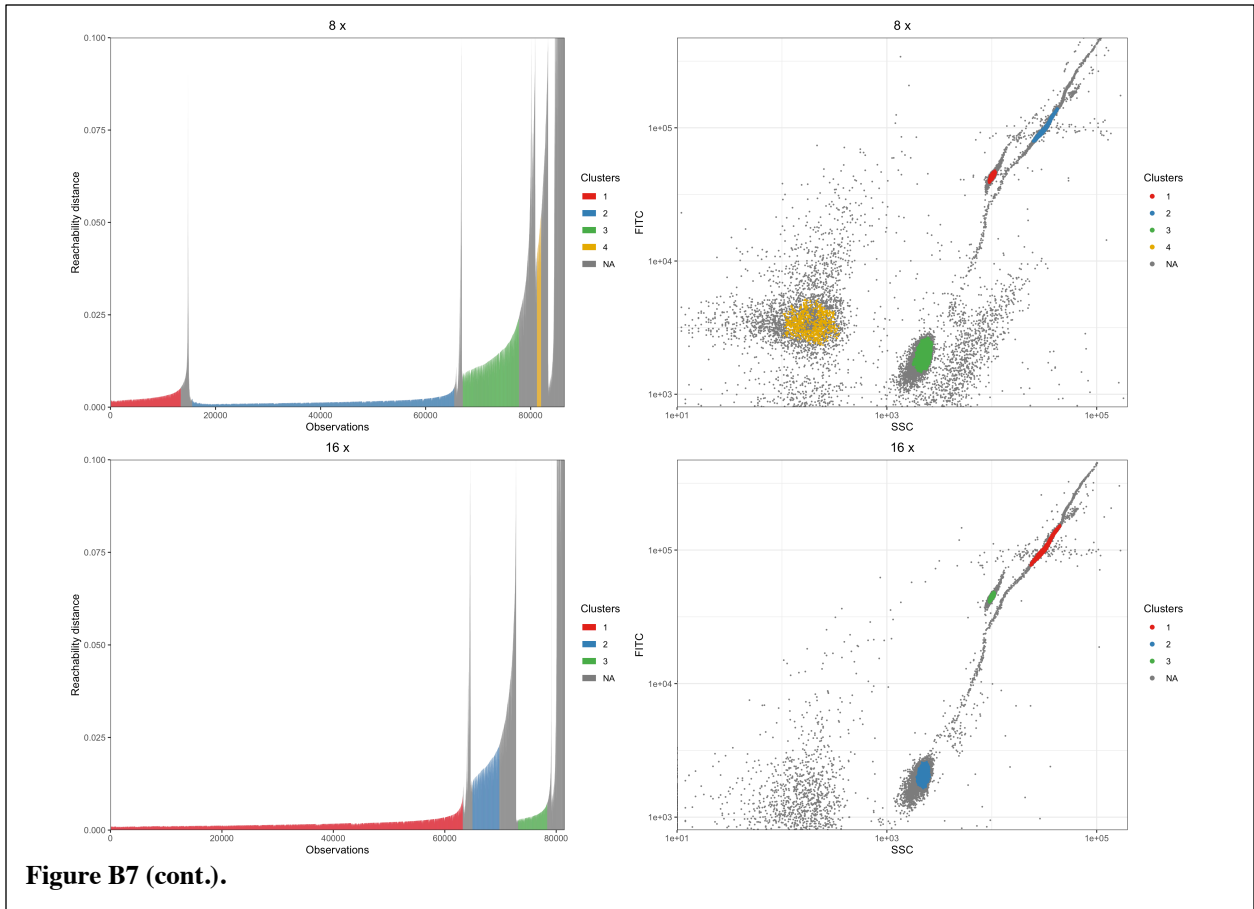 8 x
0.100
0.075
0.050
0.025
0.000
Reachability distance
0
20000
40000
60000
80000
Observations
Clusters
1
2
3
4
NA
8 x
1e+05
1e+04
1e+03
FITC
1e+01
1e+03
1e+05
SSC
Clusters
1
2
3
4
NA
16 x
0.100
0.075
0.050
0.025
0.000
Reachability distance
0
20000
40000
60000
80000
Observations
Clusters
1
2
3
NA
16 x
1e+05
1e+04
1e+03
FITC
1e+01
1e+03
1e+05
SSC
Clusters
1
2
3
NA
Figure B7 (cont.).